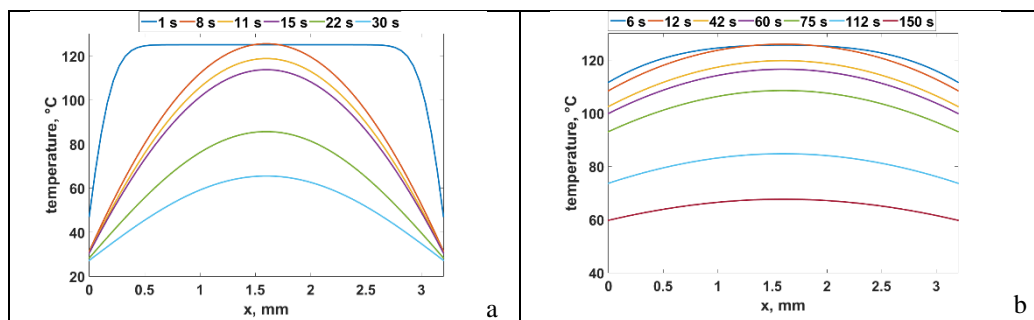 1 s 8 s 11 s 15 s 22 s 30 s
120
100
80
60
40
20
temperature, °C
0 0.5 1 1.5 2 2.5 3
x, mm
a
6 s 12 s 42 s 60 s 75 s 112 s 150 s
120
100
80
60
40
temperature, °C
0 0.5 1 1.5 2 2.5 3
x, mm
b